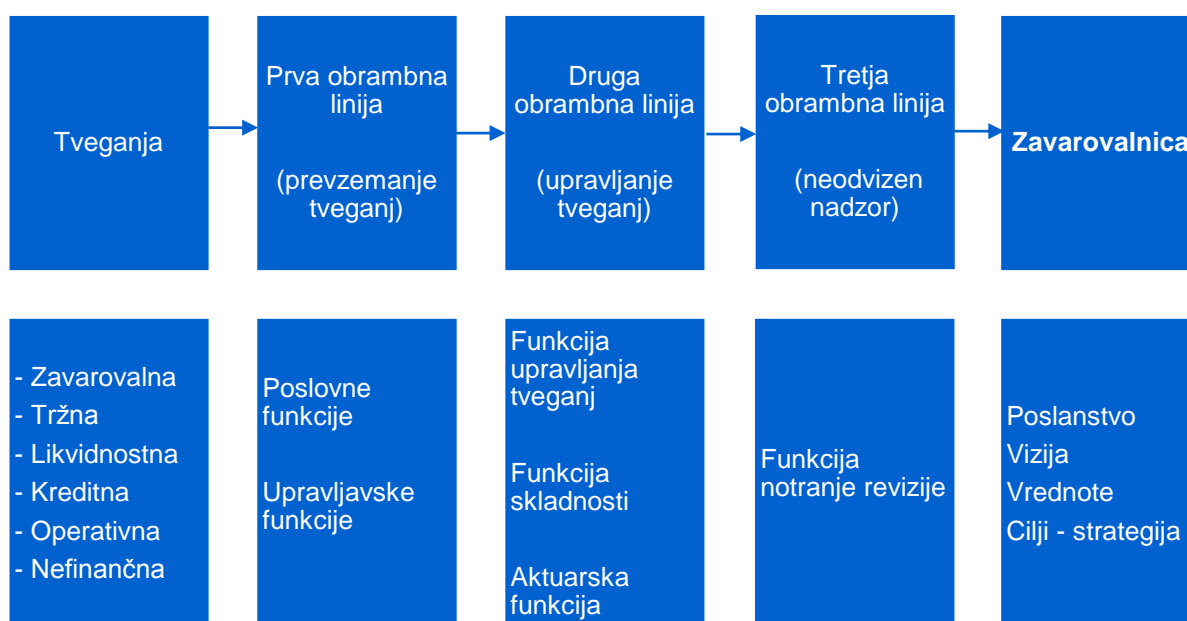 Tveganja
Prva obrambna
linija
(prevzemanje
tveganj)
Druga
obrambna linija
(upravljanje
tveganj)
Tretja
obrambna linija
(neodvizen
nadzor)
Zavarovalnica
- Zavarovalna
- Tržna
- Likvidnostna
- Kreditna
- Operativna
- Nefinančna
Poslovne
funkcije
Upravljavske
funkcije
Funkcija
upravljanja
tveganj
Funkcija
skladnosti
Aktuarska
funkcija
Funkcija
notranje revizije
Poslanstvo
Vizija
Vrednote
Cilji - strategija